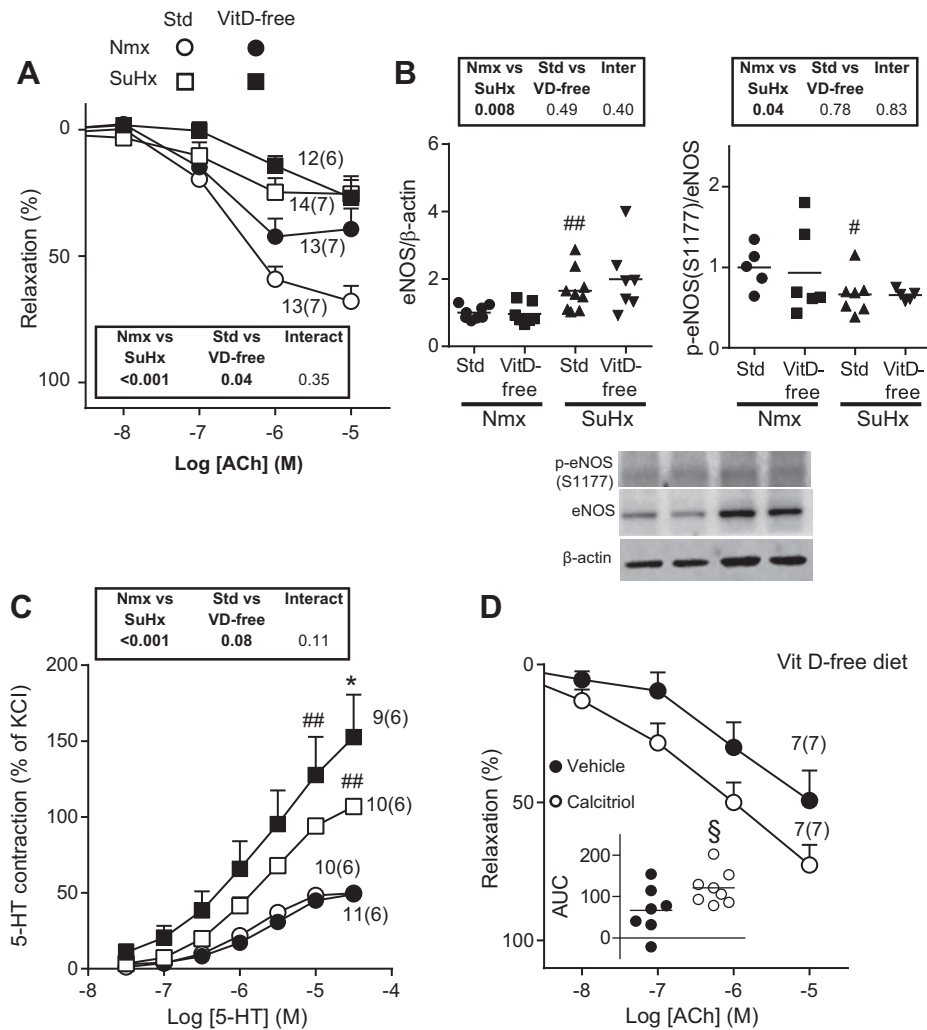 Std VitD-free
Nmx
SuHx
A
0
50
100
Relaxation (%)
12(6)
14(7)
13(7)
13(7)
Nmx vs SuHx Std vs VD-free Interact
<0.001 0.04 0.35
-8 -7 -6 -5
Log [ACh] (M)
B
Nmx vs SuHx Std vs VD-free Inter
0.008 0.49 0.40
6
4
2
0
eNOS/β-actin
##
Std VitD-free Std VitD-free
Nmx SuHx
Nmx vs SuHx Std vs VD-free Inter
0.04 0.78 0.83
2
1
0
p-eNOS(S1177)/eNOS
#
Std VitD-free Std VitD-free
Nmx SuHx
p-eNOS
(S1177)
eNOS
β-actin
C
Nmx vs SuHx Std vs VD-free Interact
<0.001 0.08 0.11
200
150
100
50
0
5-HT contraction (% of KCl)
*
##
9(6)
##
10(6)
10(6)
11(6)
-8 -7 -6 -5 -4
Log [5-HT] (M)
D
Vit D-free diet
0
50
100
Relaxation (%)
7(7)
Vehicle
Calcitriol
7(7)
§
200
100
0
AUC
-8 -7 -6 -5
Log [ACh] (M)